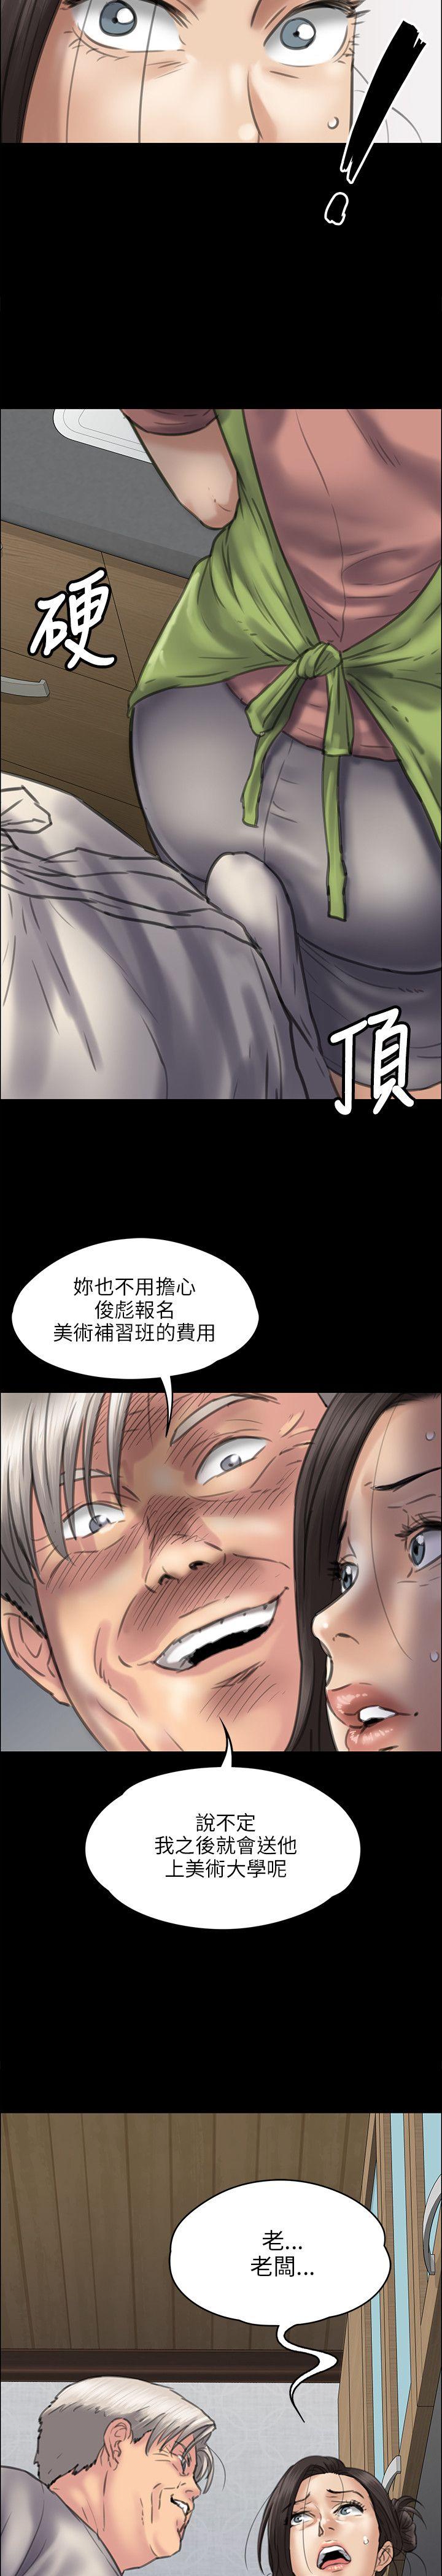 硬
頂
妳也不用擔心
俊彪報名
美術補習班的費用
說不定
我之後就會送他
上美術大學呢
老...
老闆...